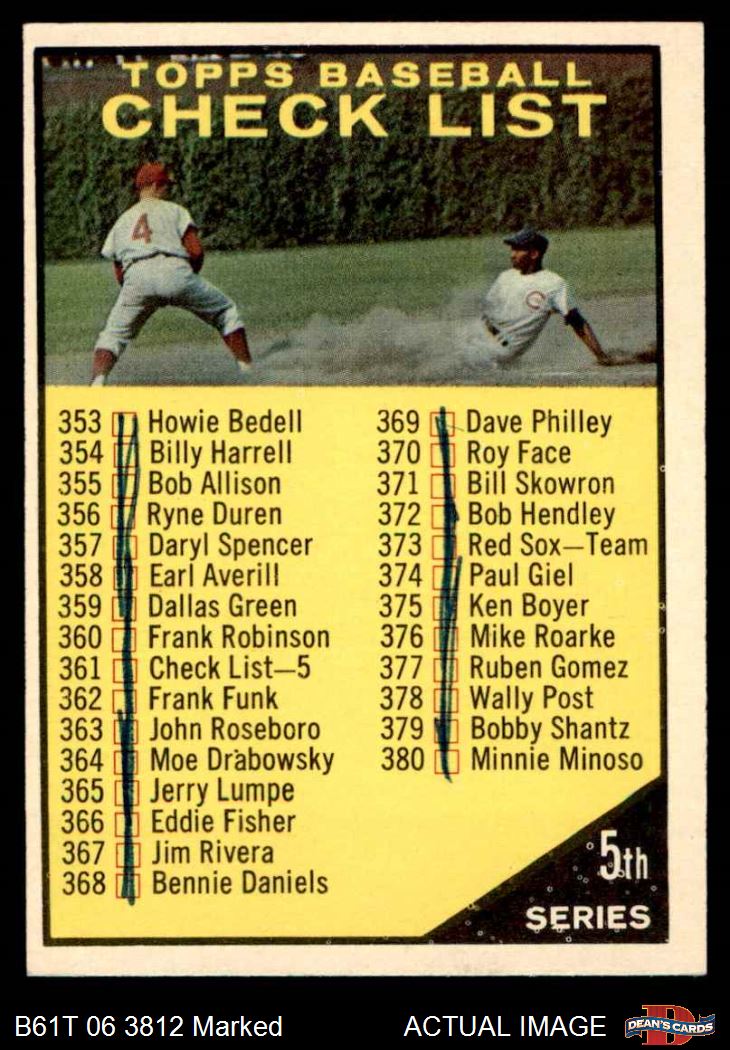 TOPPS BASEBALL
CHECK LIST
4
C
353 Howie Bedell
354 Billy Harrell
355 Bob Allison
356 Ryne Duren
357 Daryl Spencer
358 Earl Averill
359 Dallas Green
360 Frank Robinson
361 Check List—5
362 Frank Funk
363 John Roseboro
364 Moe Drabowsky
365 Jerry Lumpe
366 Eddie Fisher
367 Jim Rivera
368 Bennie Daniels
369 Dave Philley
370 Roy Face
371 Bill Skowron
372 Bob Hendley
373 Red Sox—Team
374 Paul Giel
375 Ken Boyer
376 Mike Roarke
377 Ruben Gomez
378 Wally Post
379 Bobby Shantz
380 Minnie Minoso
5th
SERIES
B61T 06 3812 Marked
ACTUAL IMAGE
D
DEAN'S CARDS